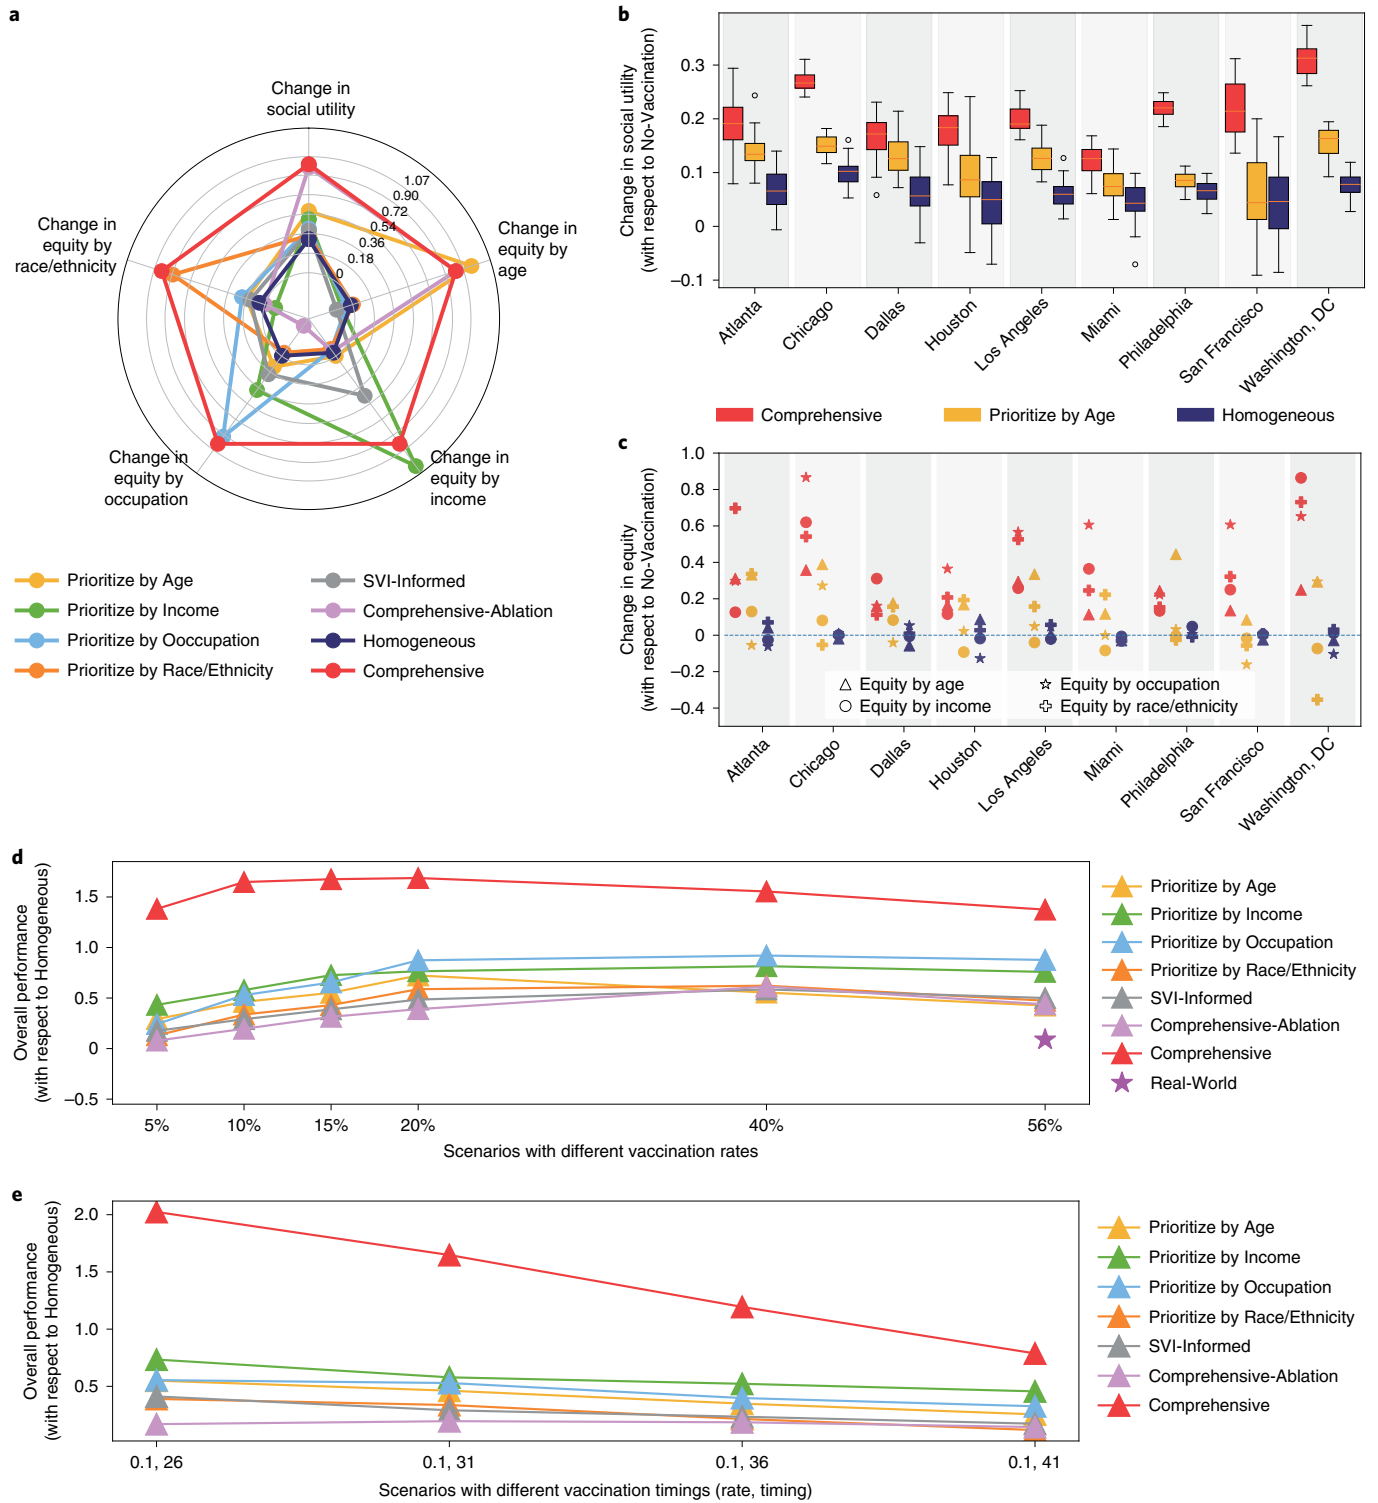 a
Change in
social utility
1.07
0.90
0.72
0.54
0.36
0.18
0
Change in
equity by
age
Change in
equity by
race/ethnicity
Change in
equity by
occupation
Change in
equity by
income
Prioritize by Age
Prioritize by Income
Prioritize by Ooccupation
Prioritize by Race/Ethnicity
SVI-Informed
Comprehensive-Ablation
Homogeneous
Comprehensive
b
Change in social utility
(with respect to No-Vaccination)
0.3
0.2
0.1
0
–0.1
Atlanta
Chicago
Dallas
Houston
Los Angeles
Miami
Philadelphia
San Francisco
Washington, DC
Comprehensive
Prioritize by Age
Homogeneous
c
Change in equity
(with respect to No-Vaccination)
1.0
0.8
0.6
0.4
0.2
0
–0.2
–0.4
Equity by age
Equity by occupation
Equity by income
Equity by race/ethnicity
Atlanta
Chicago
Dallas
Houston
Los Angeles
Miami
Philadelphia
San Francisco
Washington, DC
d
Overall performance
(with respect to Homogeneous)
1.5
1.0
0.5
0
–0.5
5%
10%
15%
20%
40%
56%
Scenarios with different vaccination rates
Prioritize by Age
Prioritize by Income
Prioritize by Occupation
Prioritize by Race/Ethnicity
SVI-Informed
Comprehensive-Ablation
Comprehensive
Real-World
e
Overall performance
(with respect to Homogeneous)
2.0
1.5
1.0
0.5
0.1, 26
0.1, 31
0.1, 36
0.1, 41
Scenarios with different vaccination timings (rate, timing)
Prioritize by Age
Prioritize by Income
Prioritize by Occupation
Prioritize by Race/Ethnicity
SVI-Informed
Comprehensive-Ablation
Comprehensive